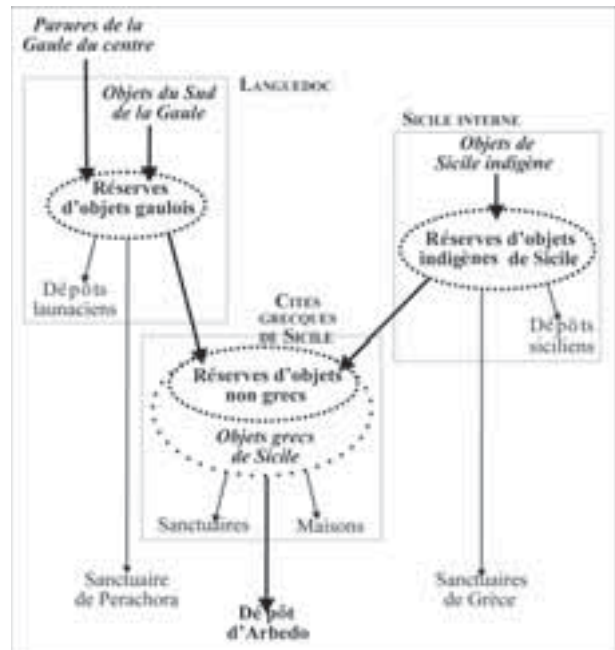 Parures de la
Gaule du centre
LANGUEDOC
Objets du Sud
de la Gaule
SICILE INTERNE
Objets de
Sicile indigène
Réserves
d'objets gaulois
Réserves d'objets
indigènes de Sicile
Dépôts
launaciens
CITES
GRECQUES
DE SICILE
Dépôts
siciliens
Réserves d'objets
non grecs
Objets grecs
de Sicile
Sanctuaires
Maisons
Sanctuaire
de Perachora
Sanctuaires
de Grèce
Dépôt
d'Arbedo